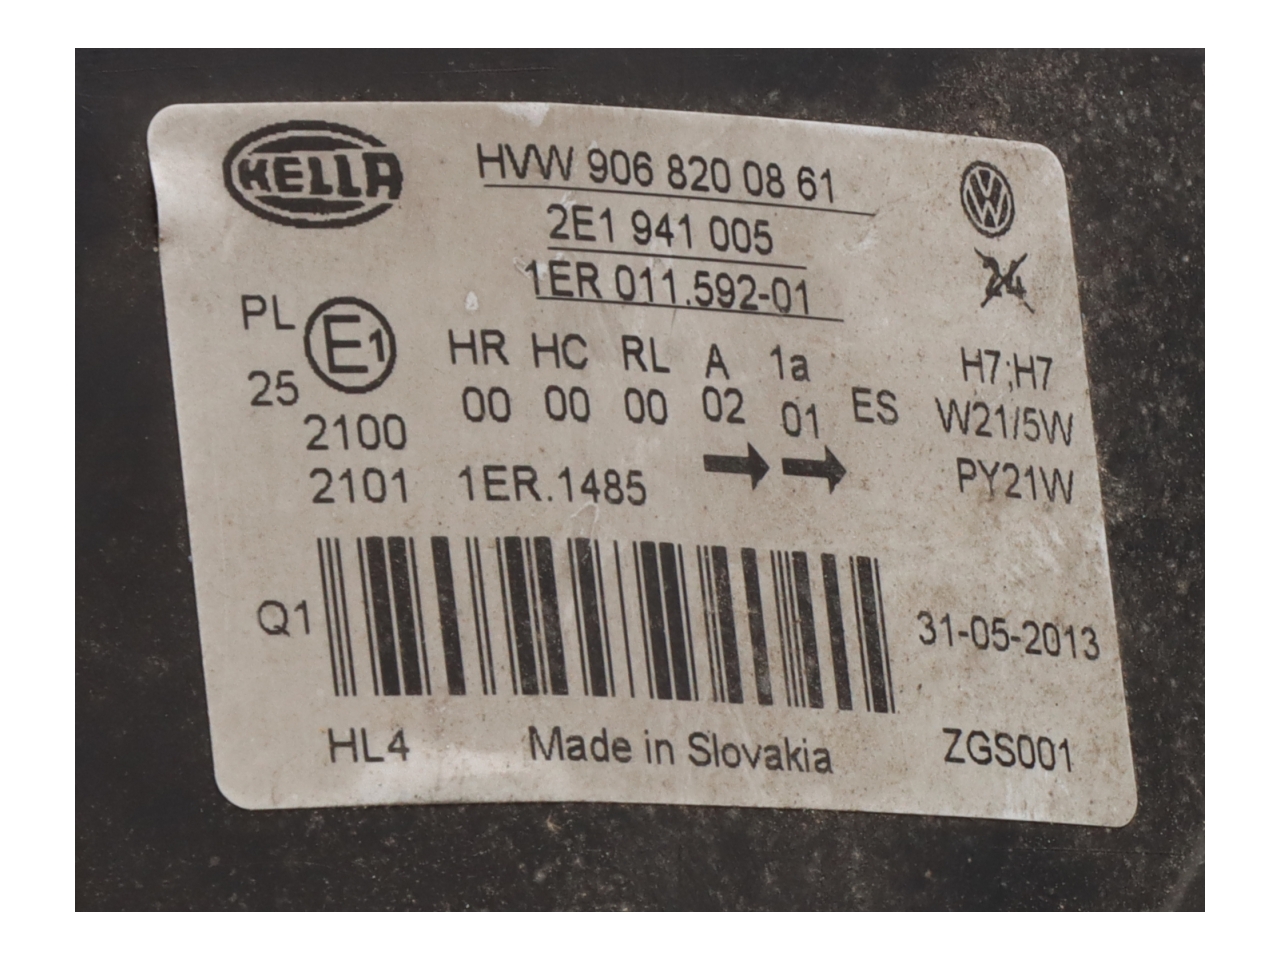 HELLA
HVW 906 820 08 61
2E1 941 005
1ER 011.592-01
24
PL E1 HR HC RL A 1a H7;H7
25 00 00 00 02 01 ES W21/5W
2100
2101 1ER.1485 PY21W
Q1 31-05-2013
HL4 Made in Slovakia ZGS001